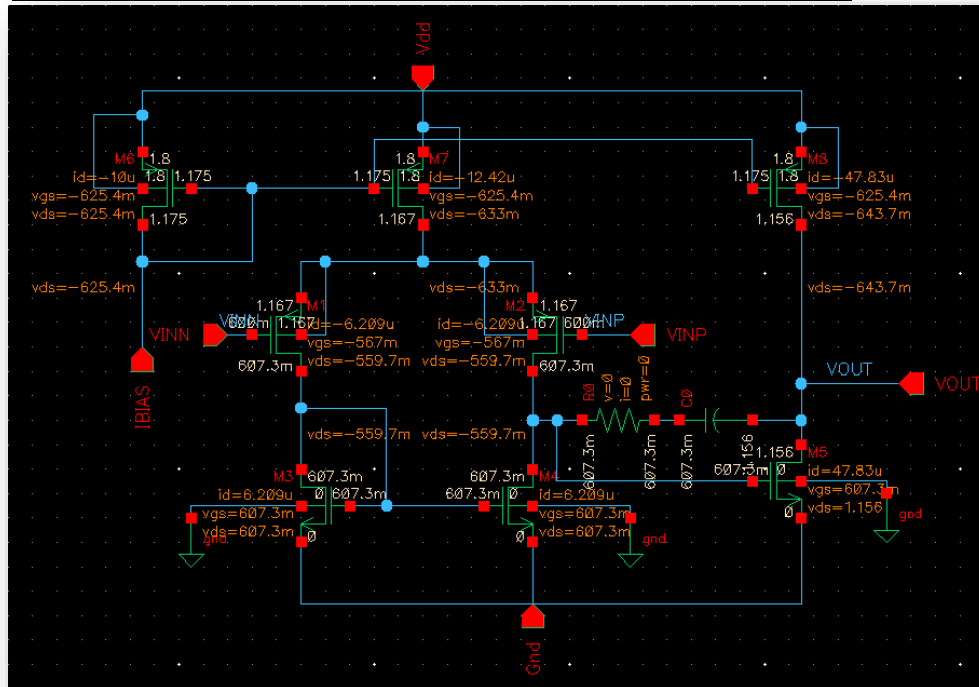 Vdd
M6
1.8
1.8
1.175
id=-10u
vgs=-625.4m
vds=-625.4m
1.175
M7
1.8
1.175
1.8
id=-12.42u
vgs=-625.4m
vds=-633m
1.167
M8
1.8
1.175
1.8
id=-47.83u
vgs=-625.4m
vds=-643.7m
1.156
vds=-625.4m
vds=-633m
vds=-643.7m
VINN
IBIAS
VINN
M1
1.167
600m
1.167
id=-6.209u
vgs=-567m
vds=-559.7m
607.3m
M2
1.167
1.167
600m
id=-6.209u
vgs=-567m
vds=-559.7m
607.3m
VINP
VINP
VOUT
VOUT
R0
v=0
i=0
pwr=0
C0
607.3m
607.3m
607.3m
vds=-559.7m
vds=-559.7m
M3
607.3m
0
607.3m
id=6.209u
vgs=607.3m
vds=607.3m
0
gnd
M4
607.3m
607.3m
0
id=6.209u
vgs=607.3m
vds=607.3m
0
gnd
M5
1.156
607.3m
0
id=47.83u
vgs=607.3m
vds=1.156
0
gnd
Gnd